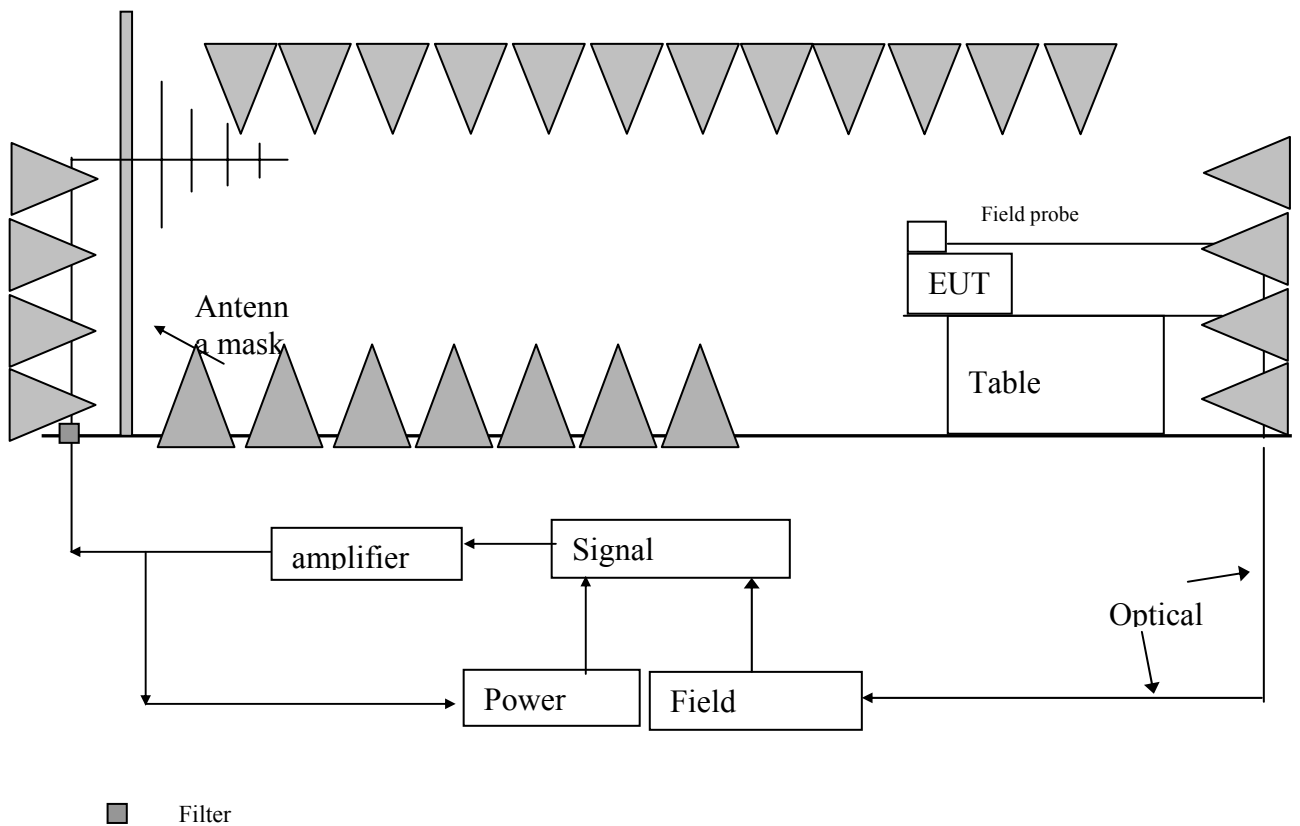 Field probe
EUT
Antenn
a mask
Table
Signal
amplifier
Optical
Power
Field
Filter